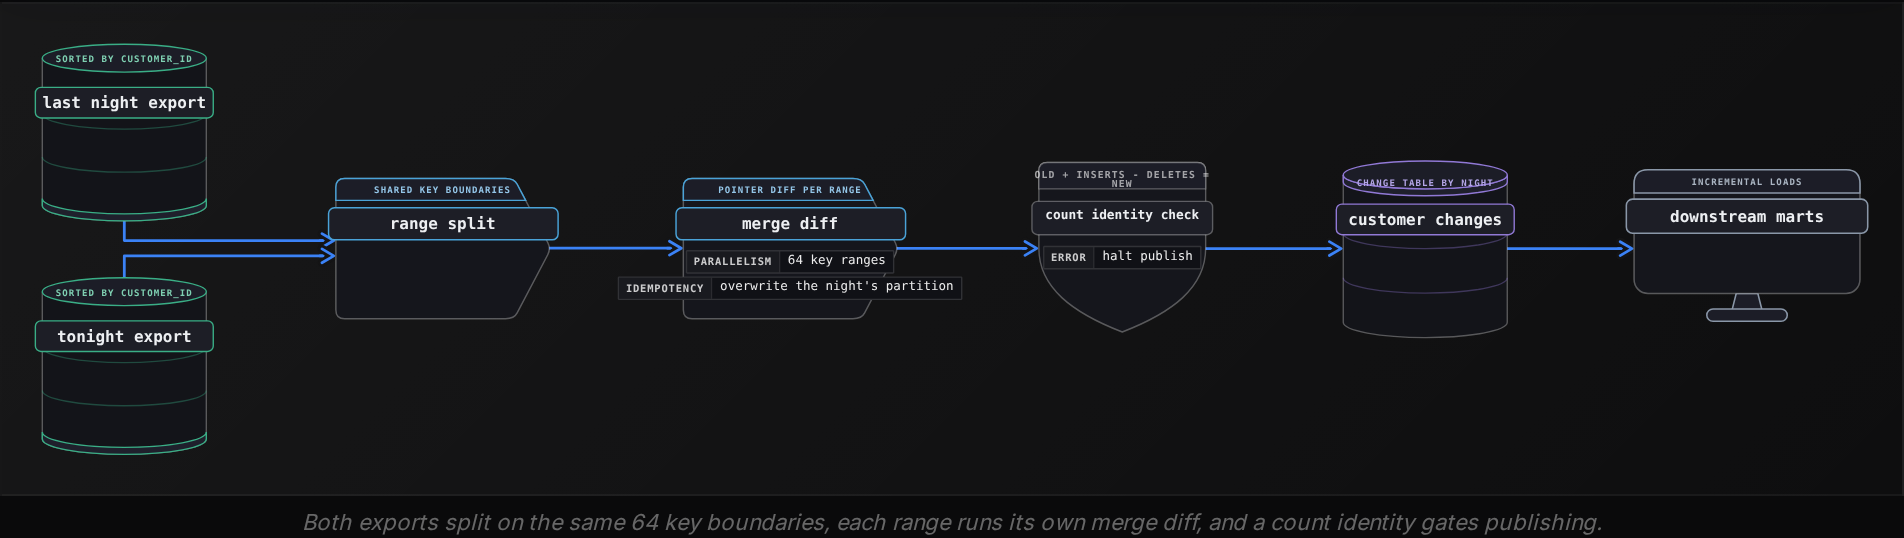 SORTED BY CUSTOMER_ID
last night export
SORTED BY CUSTOMER_ID
tonight export
SHARED KEY BOUNDARIES
range split
POINTER DIFF PER RANGE
merge diff
PARALLELISM 64 key ranges
IDEMPOTENCY overwrite the night's partition
OLD + INSERTS - DELETES =
NEW
count identity check
ERROR halt publish
CHANGE TABLE BY NIGHT
customer changes
INCREMENTAL LOADS
downstream marts
Both exports split on the same 64 key boundaries, each range runs its own merge diff, and a count identity gates publishing.